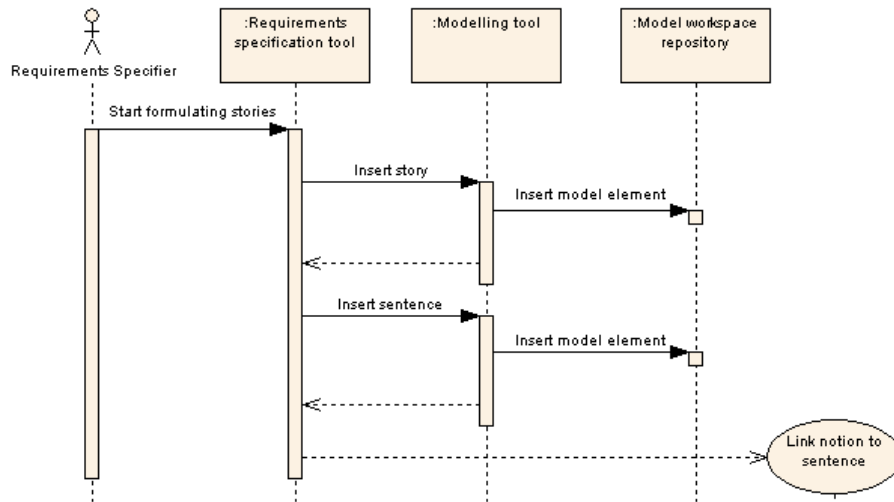 :Requirements
specification tool
:Modelling tool
:Model workspace
repository
Requirements Specifier
Start formulating stories
Insert story
Insert model element
Insert sentence
Insert model element
Link notion to
sentence